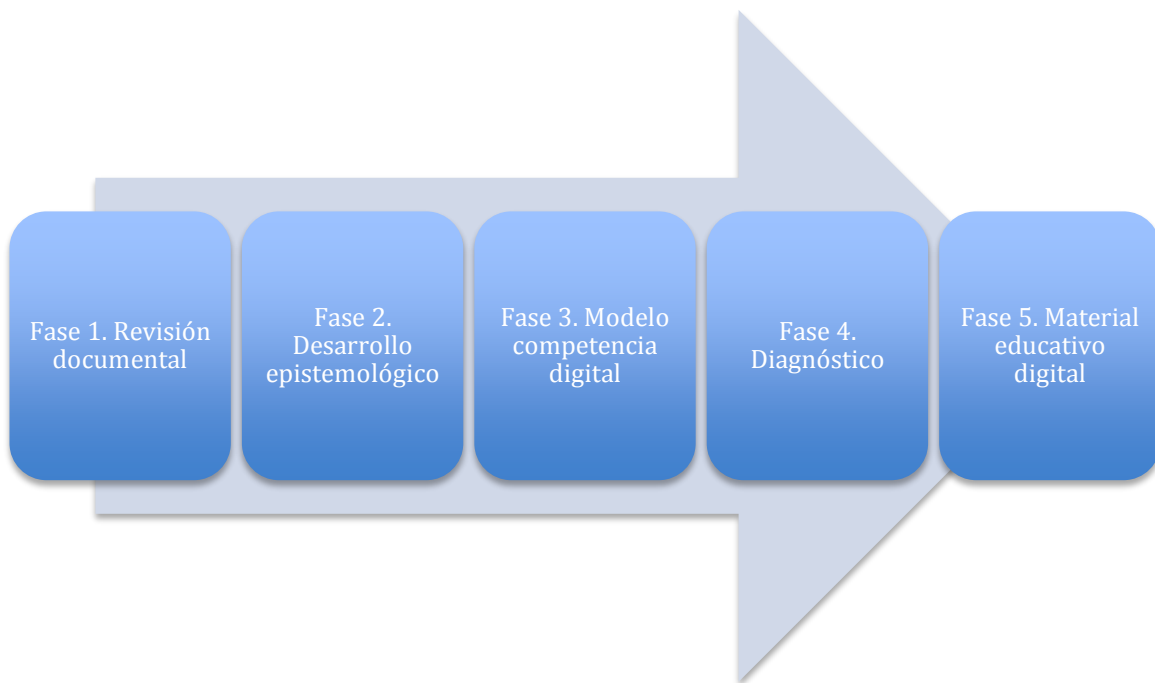 Fase 1. Revisión
documental
Fase 2.
Desarrollo
epistemológico
Fase 3. Modelo
competencia
digital
Fase 4.
Diagnóstico
Fase 5. Material
educativo
digital